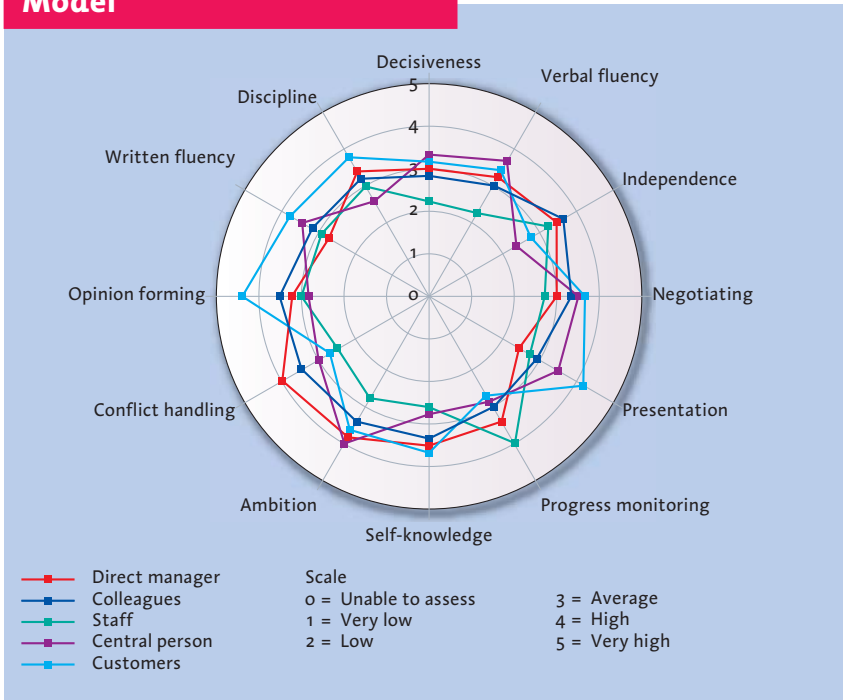 Model
Decisiveness
Verbal fluency
Discipline
Written fluency
Independence
Opinion forming
Negotiating
Conflict handling
Presentation
Ambition
Progress monitoring
Self-knowledge
5
4
3
2
1
0
Direct manager
Colleagues
Staff
Central person
Customers
Scale
0 = Unable to assess
1 = Very low
2 = Low
3 = Average
4 = High
5 = Very high